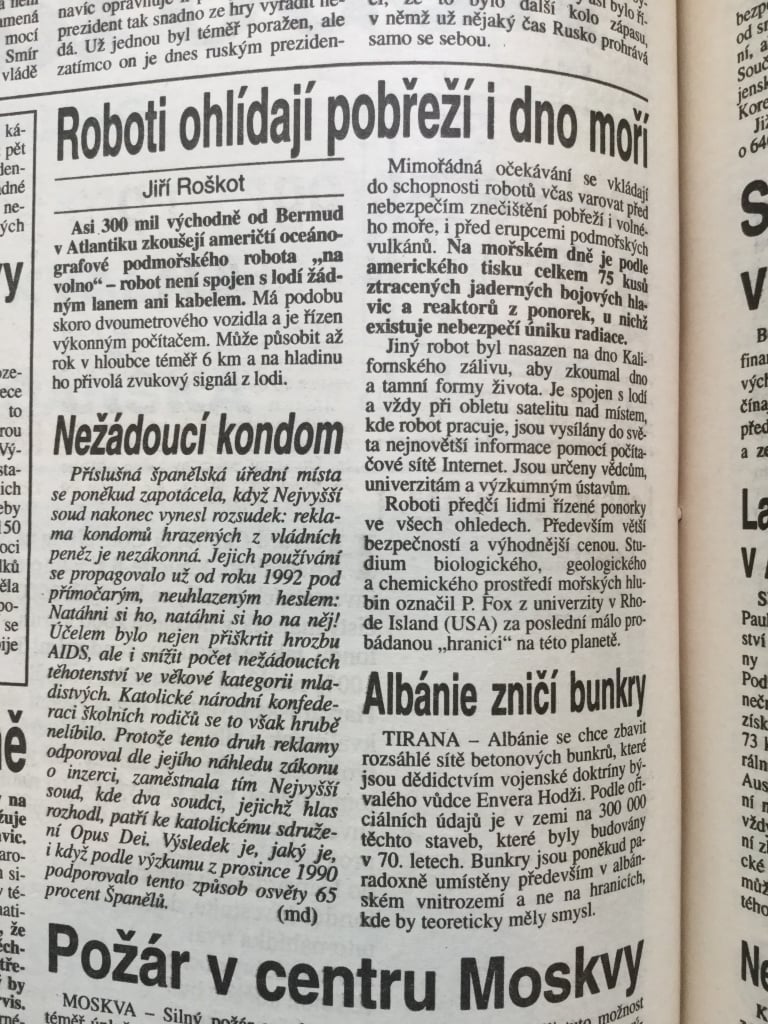 navíc opravňuje
prezident tak snadno ze hry vyřadit ne-
dá. Už jednou byl téměř poražen, ale
zatímco on je dnes ruským preziden-
další kolo zápasu,
v němž už nějaký čas Rusko prohrává
samo se sebou.
Roboti ohlídají pobřeží i dno moří
Jiří Roškot
Asi 300 mil východně od Bermud
v Atlantiku zkoušejí američtí oceáno-
grafové podmořského robota „na
volno“ – robot není spojen s lodí žád-
ným lanem ani kabelem. Má podobu
skoro dvoumetrového vozidla a je řízen
výkonným počítačem. Může působit až
rok v hloubce téměř 6 km a na hladinu
ho přivolá zvukový signál z lodi.
Nežádoucí kondom
Příslušná španělská úřední místa
se poněkud zapotácela, když Nejvyšší
soud nakonec vynesl rozsudek: rekla-
ma kondomů hrazených z vládních
peněz je nezákonná. Jejich používání
se propagovalo už od roku 1992 pod
přímočarým, neuhlazeným heslem:
Natáhni si ho, natáhni si ho na něj!
Účelem bylo nejen přiškrtit hrozbu
AIDS, ale i snížit počet nežádoucích
těhotenství ve věkové kategorii mla-
distvých. Katolické národní konfede-
raci školních rodičů se to však hrubě
nelíbilo. Protože tento druh reklamy
odporoval dle jejího náhledu zákonu
o inzerci, zaměstnala tím Nejvyšší
soud, kde dva soudci, jejichž hlas
rozhodl, patří ke katolickému sdruže-
ní Opus Dei. Výsledek je, jaký je,
i když podle výzkumu z prosince 1990
podporovalo tento způsob osvěty 65
procent Španělů.
(md)
Mimořádná očekávání se vkládají
do schopnosti robotů včas varovat před
nebezpečím znečištění pobřeží i volné-
ho moře, i před erupcemi podmořských
vulkánů. Na mořském dně je podle
amerického tisku celkem 75 kusů
ztracených jaderných bojových hla-
vic a reaktorů z ponorek, u nichž
existuje nebezpečí úniku radiace.
Jiný robot byl nasazen na dno Kali-
fornského zálivu, aby zkoumal dno
a tamní formy života. Je spojen s lodí
a vždy při obletu satelitu nad místem,
kde robot pracuje, jsou vysílány do svě-
ta nejnovější informace pomocí počíta-
čové sítě Internet. Jsou určeny vědcům,
univerzitám a výzkumným ústavům.
Roboti předčí lidmi řízené ponorky
ve všech ohledech. Především větší
bezpečností a výhodnější cenou. Stu-
dium biologického, geologického
a chemického prostředí mořských hlu-
bin označil P. Fox z univerzity v Rho-
de Island (USA) za poslední málo pro-
bádanou „hranici“ na této planetě.
Albánie zničí bunkry
TIRANA – Albánie se chce zbavit
rozsáhlé sítě betonových bunkrů, které
jsou dědidctvím vojenské doktríny bý-
valého vůdce Envera Hodži. Podle ofi-
ciálních údajů je v zemi na 300 000
těchto staveb, které byly budovány
v 70. letech. Bunkry jsou poněkud pa-
radoxně umístěny především v albán-
ském vnitrozemí a ne na hranicích,
kde by teoreticky měly smysl.
Požár v centru Moskvy
MOSKVA – Silný